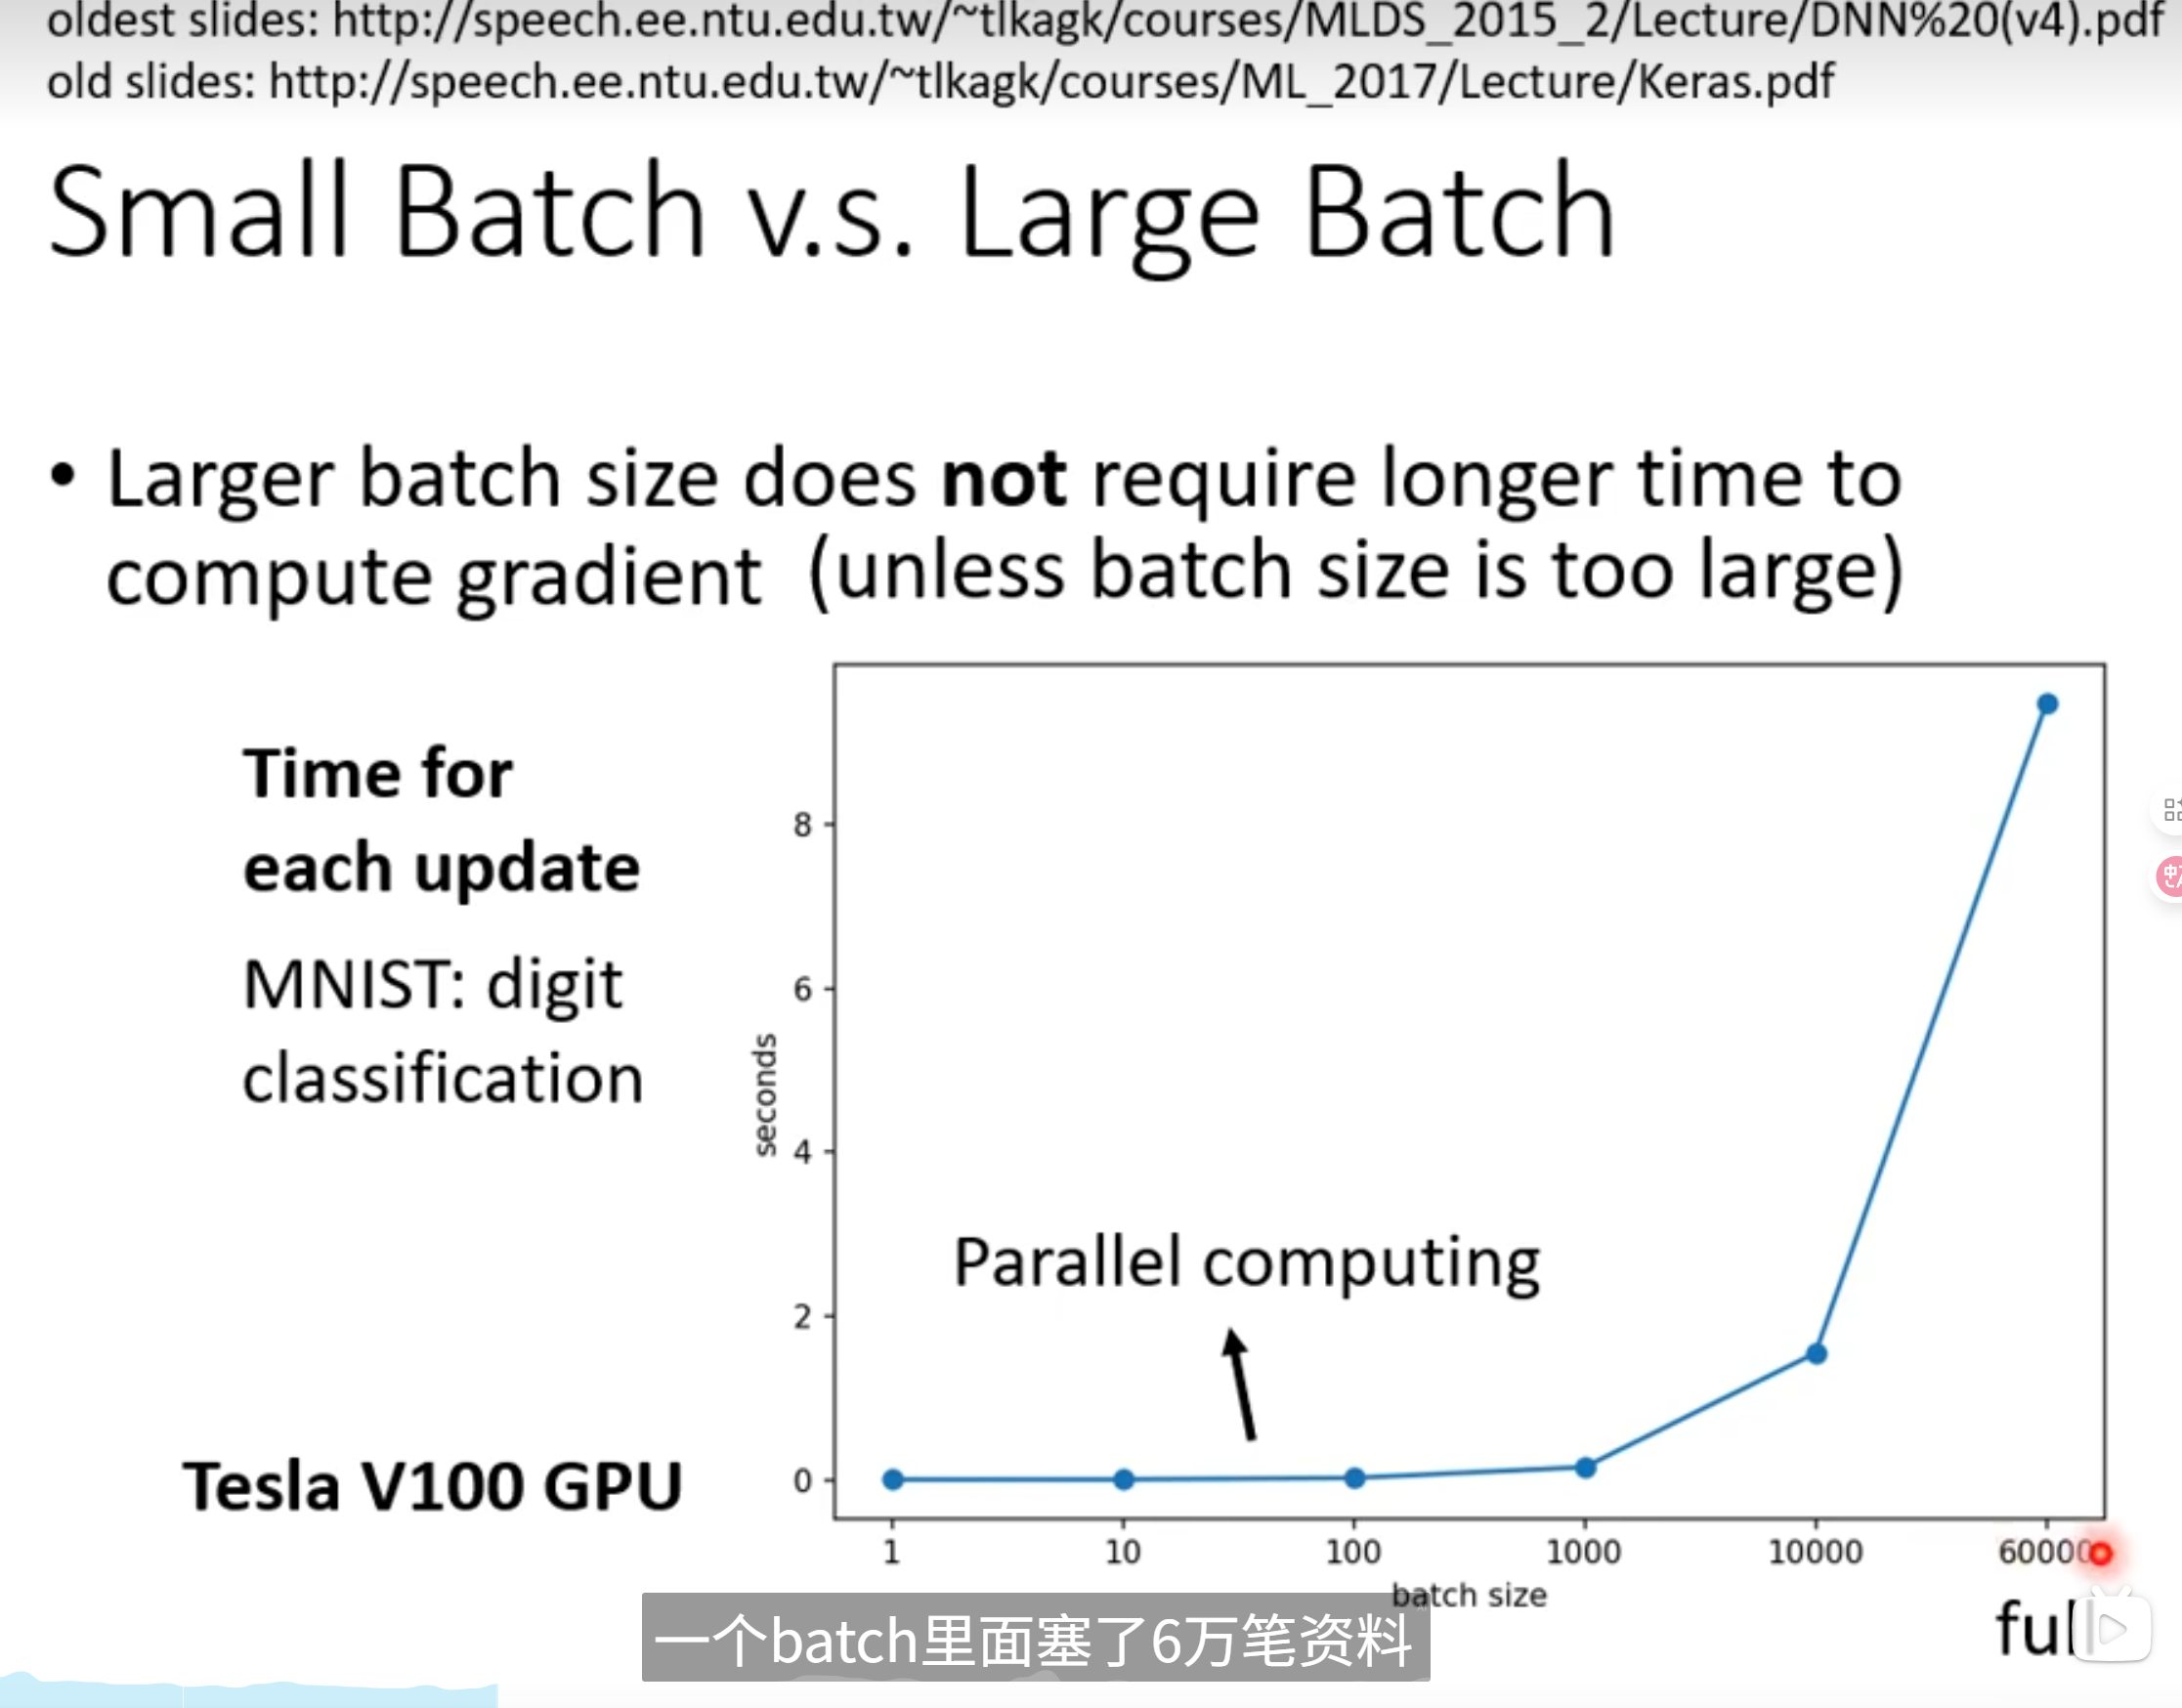 oldest slides: http://speech.ee.ntu.edu.tw/~tlkagk/courses/MLDS_2015_2/Lecture/DNN%20(v4).pdf
old slides: http://speech.ee.ntu.edu.tw/~tlkagk/courses/ML_2017/Lecture/Keras.pdf
Small Batch v.s. Large Batch
• Larger batch size does not require longer time to
compute gradient (unless batch size is too large)
Time for
each update
MNIST: digit
classification
Tesla V100 GPU
seconds
8
6
4
2
0
Parallel computing
1 10 100 1000 10000 60000
batch size
full
一个batch里面塞了6万笔资料